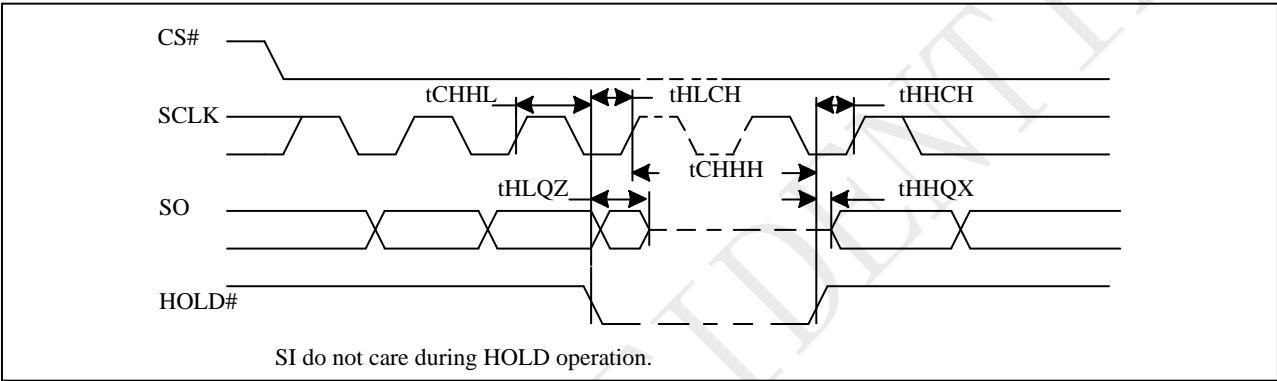 CS#
tCHHL
tHLCH
tHHCH
SCLK
tCHHH
tHLQZ
tHHQX
SO
HOLD#
SI do not care during HOLD operation.